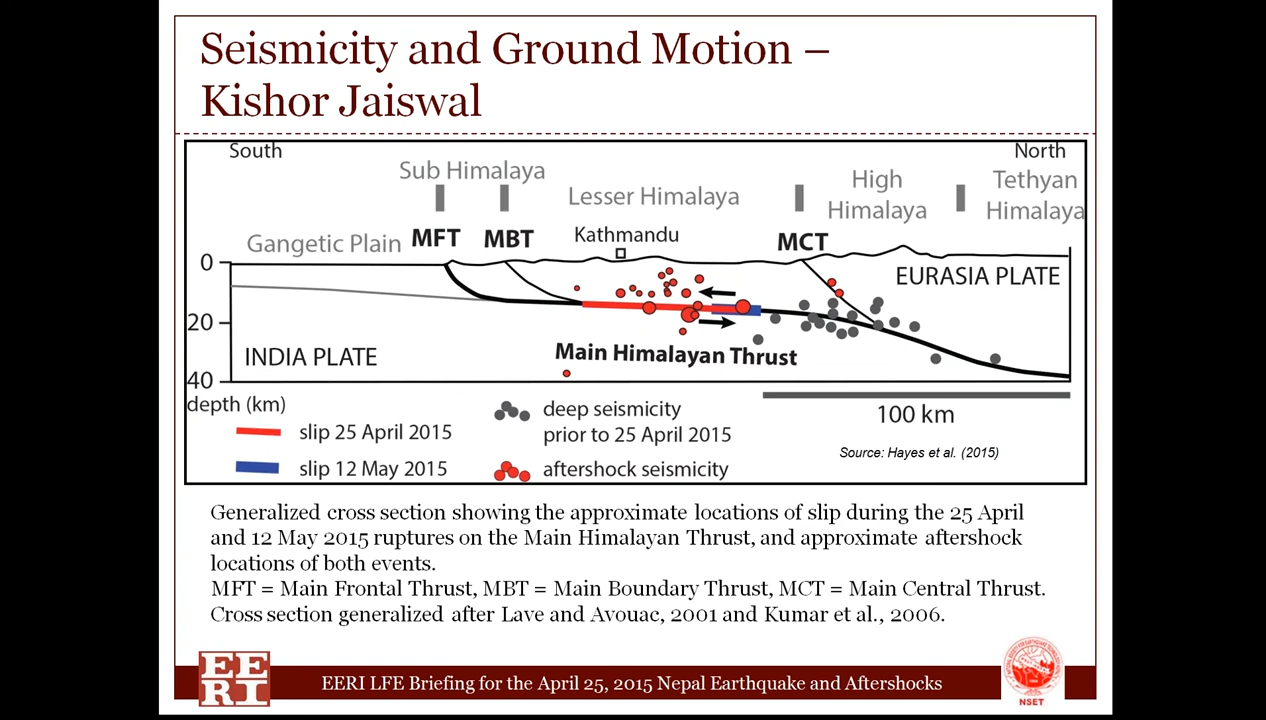 Seismicity and Ground Motion –
Kishor Jaiswal
South
North
Sub Himalaya
Lesser Himalaya
High
Himalaya
Tethyan
Himalaya
Gangetic Plain
MFT
MBT
Kathmandu
MCT
0
EURASIA PLATE
20
INDIA PLATE
Main Himalayan Thrust
40
depth (km)
100 km
slip 25 April 2015
slip 12 May 2015
deep seismicity
prior to 25 April 2015
aftershock seismicity
Source: Hayes et al. (2015)
Generalized cross section showing the approximate locations of slip during the 25 April
and 12 May 2015 ruptures on the Main Himalayan Thrust, and approximate aftershock
locations of both events.
MFT = Main Frontal Thrust, MBT = Main Boundary Thrust, MCT = Main Central Thrust.
Cross section generalized after Lave and Avouac, 2001 and Kumar et al., 2006.
EE
RI
EERI LFE Briefing for the April 25, 2015 Nepal Earthquake and Aftershocks
NSET